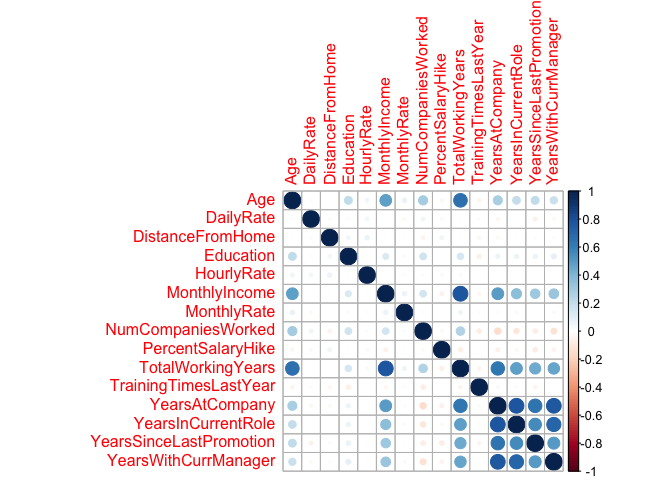 Age
DailyRate
DistanceFromHome
Education
HourlyRate
MonthlyIncome
MonthlyRate
NumCompaniesWorked
PercentSalaryHike
TotalWorkingYears
TrainingTimesLastYear
YearsAtCompany
YearsInCurrentRole
YearsSinceLastPromotion
YearsWithCurrManager
Age
DailyRate
DistanceFromHome
Education
HourlyRate
MonthlyIncome
MonthlyRate
NumCompaniesWorked
PercentSalaryHike
TotalWorkingYears
TrainingTimesLastYear
YearsAtCompany
YearsInCurrentRole
YearsSinceLastPromotion
YearsWithCurrManager
1
0.8
0.6
0.4
0.2
0
-0.2
-0.4
-0.6
-0.8
-1